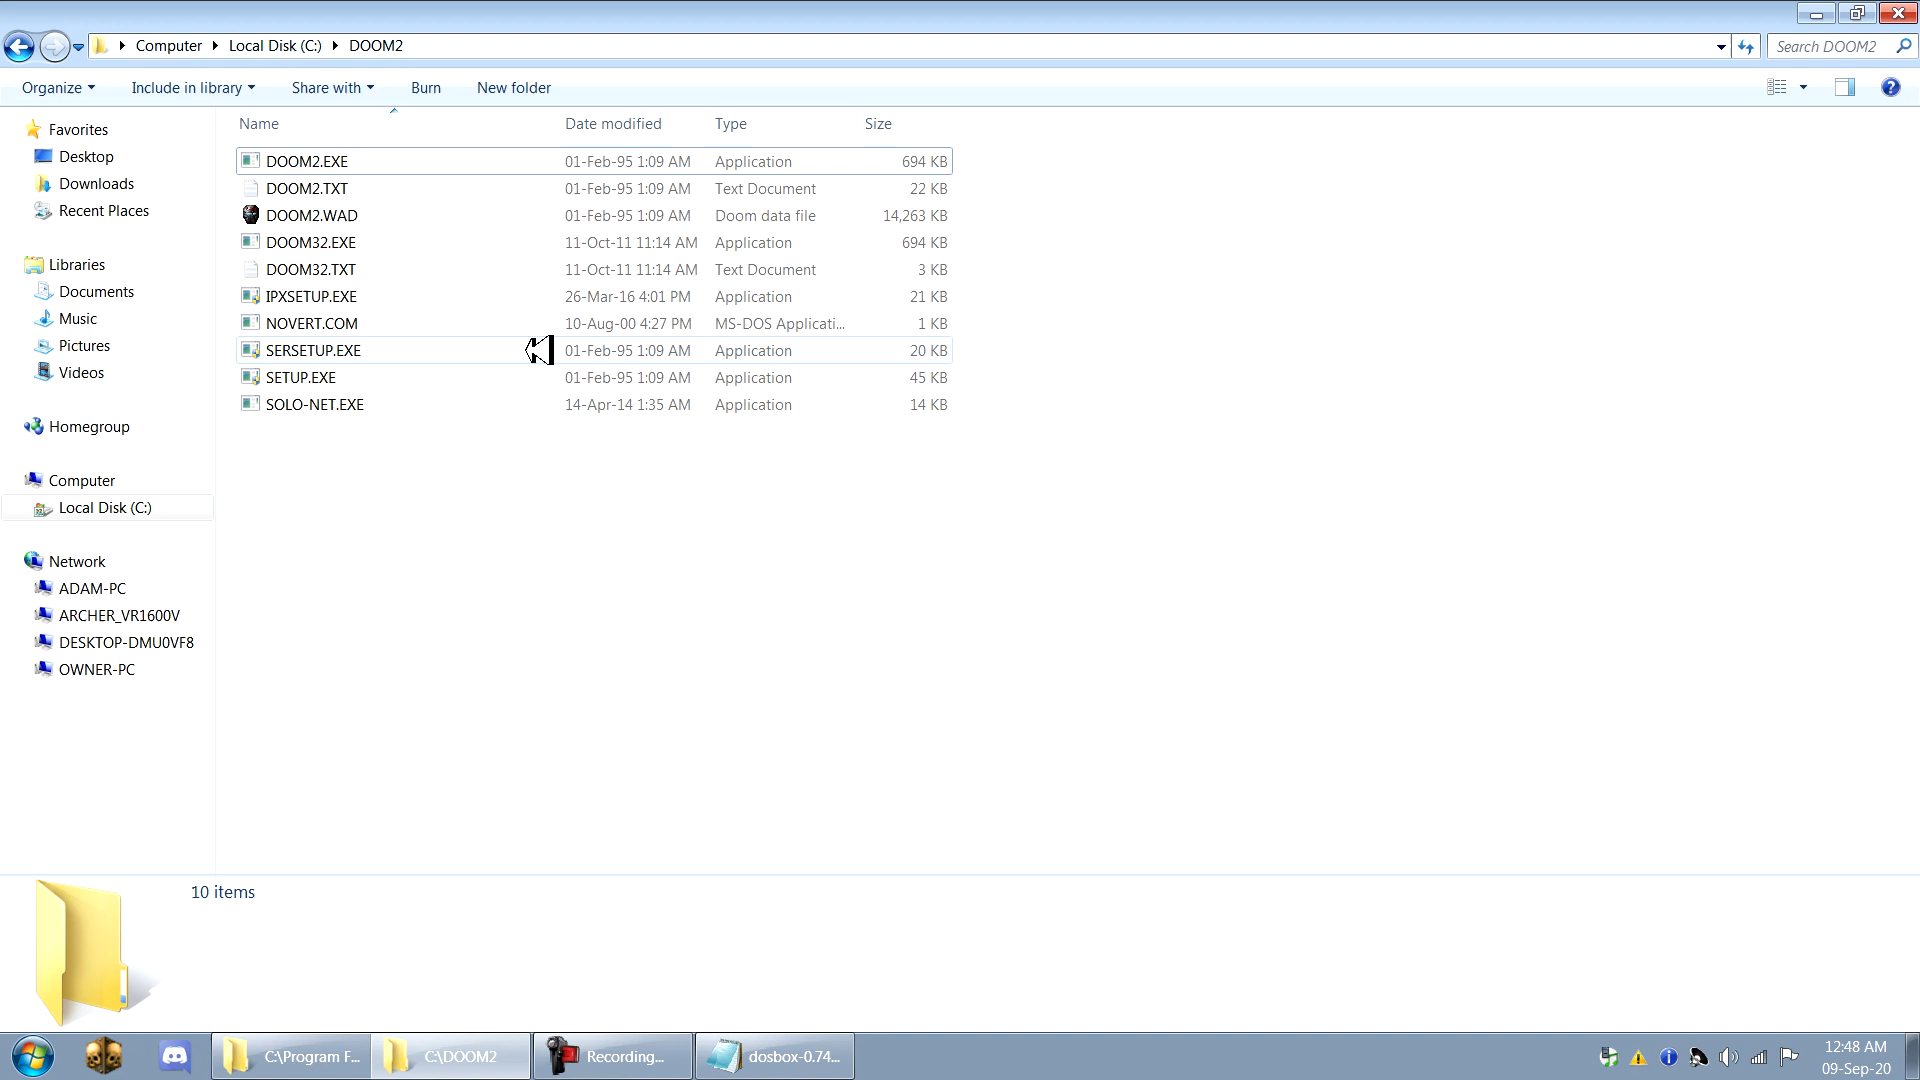 Computer Local Disk (C:) DOOM2 Search DOOM2
Organize Include in library Share with Burn New folder
Name Date modified Type Size
DOOM2.EXE 01-Feb-95 1:09 AM Application 694 KB
DOOM2.TXT 01-Feb-95 1:09 AM Text Document 22 KB
DOOM2.WAD 01-Feb-95 1:09 AM Doom data file 14,263 KB
DOOM32.EXE 11-Oct-11 11:14 AM Application 694 KB
DOOM32.TXT 11-Oct-11 11:14 AM Text Document 3 KB
IPXSETUP.EXE 26-Mar-16 4:01 PM Application 21 KB
NOVERT.COM 10-Aug-00 4:27 PM MS-DOS Applicati... 1 KB
SERSETUP.EXE 01-Feb-95 1:09 AM Application 20 KB
SETUP.EXE 01-Feb-95 1:09 AM Application 45 KB
SOLO-NET.EXE 14-Apr-14 1:35 AM Application 14 KB
Favorites
Desktop
Downloads
Recent Places
Libraries
Documents
Music
Pictures
Videos
Homegroup
Computer
Local Disk (C:)
Network
ADAM-PC
ARCHER_VR1600V
DESKTOP-DMU0VF8
OWNER-PC
10 items
C:\Program F... C:\DOOM2 Recording... dosbox-0.74...
12:48 AM
09-Sep-20